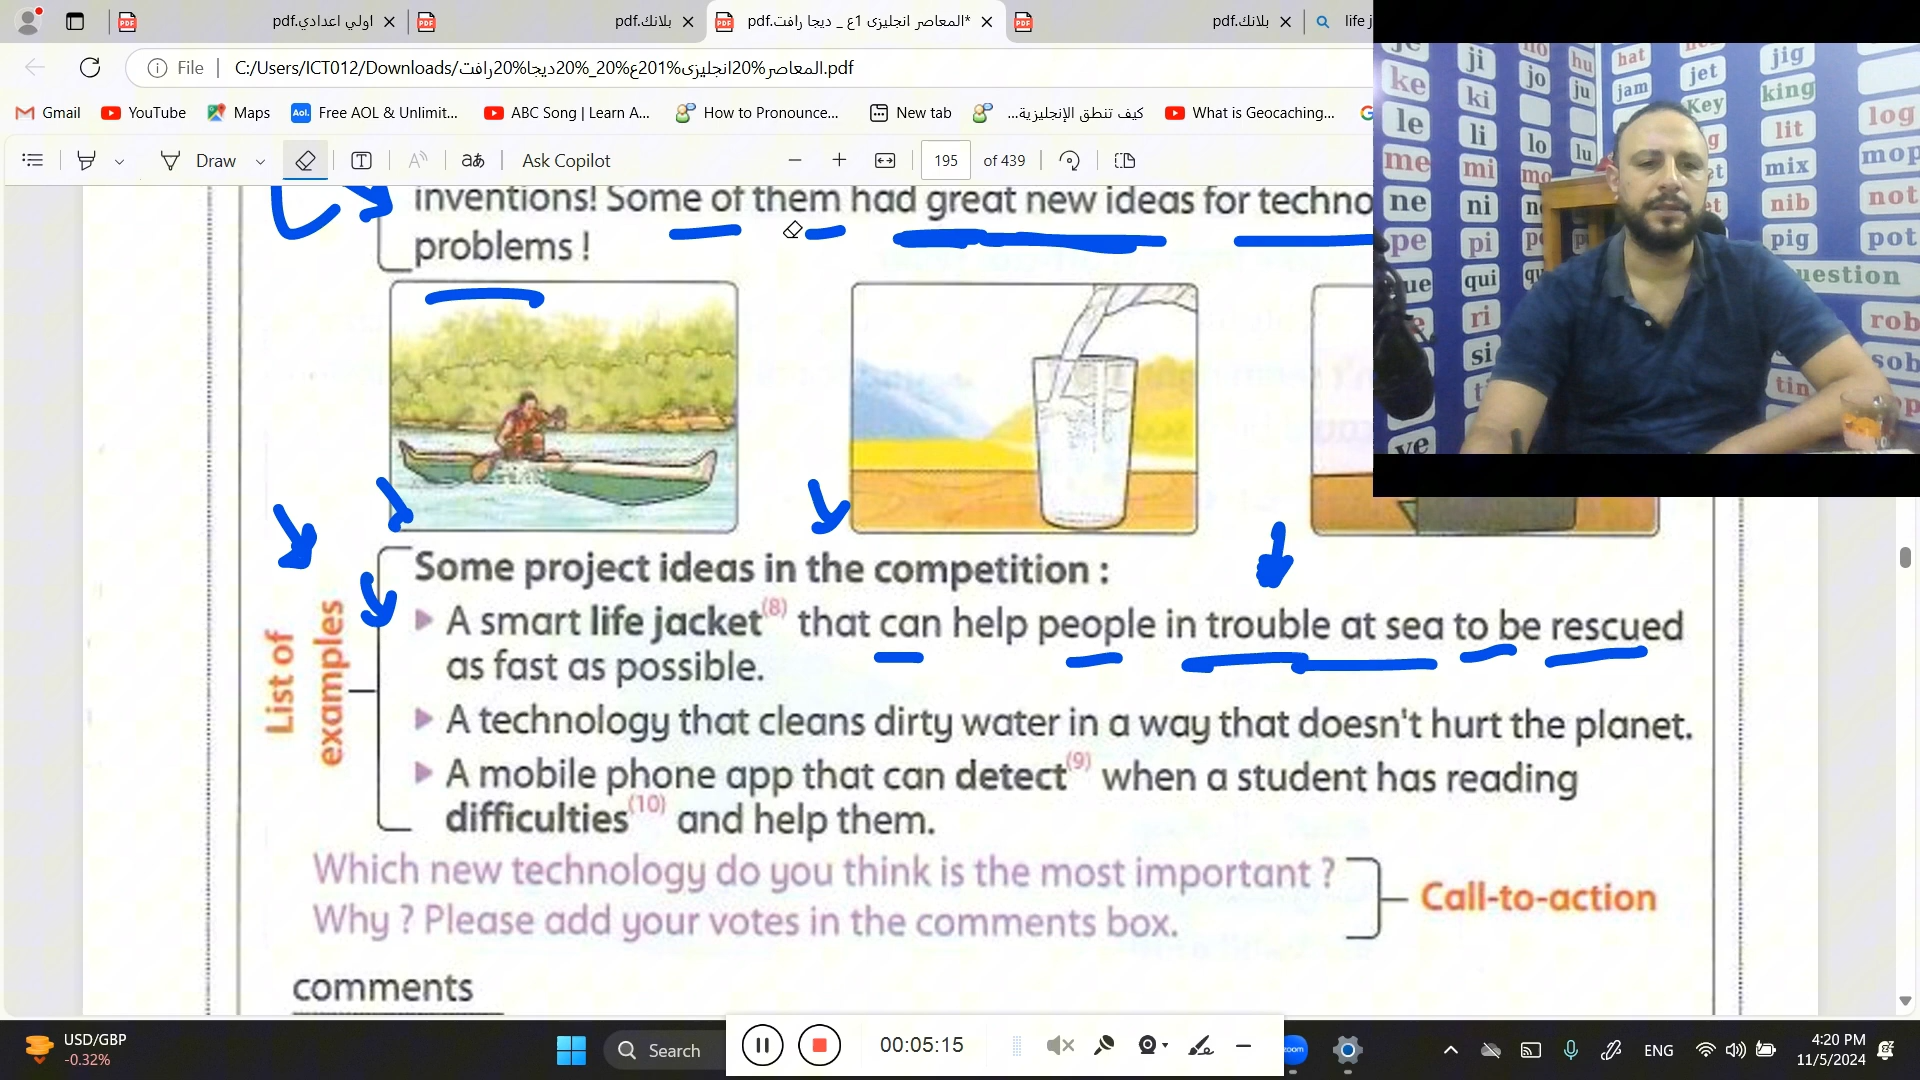 اولي اعدادي.pdf
بلانك.pdf
*المعاصر انجليزى 1ع _ ديجا رافت.pdf
بلانك.pdf
life j
File
C:/Users/ICT012/Downloads/المعاصر%20انجليزى%201ع%20_%20ديجا%20رافت.pdf
Gmail
YouTube
Maps
Aol.
Free AOL & Unlimit...
ABC Song | Learn A...
How to Pronounce...
New tab
كيف تنطق الإنجليزية...
What is Geocaching...
Draw
A
aあ
Ask Copilot
195 of 439
inventions! Some of them had great new ideas for techno
problems !
Some project ideas in the competition :
A smart life jacket(8) that can help people in trouble at sea to be rescued
as fast as possible.
A technology that cleans dirty water in a way that doesn't hurt the planet.
A mobile phone app that can detect(9) when a student has reading
difficulties(10) and help them.
List of
examples
Which new technology do you think is the most important ?
Why ? Please add your votes in the comments box.
Call-to-action
comments
ke
le
me
ne
pe
ji
ki
li
mi
ni
pi
qui
ri
si
jo
lo
ju
lu
hat
jam
jet
Key
jig
king
lit
mix
nib
pig
log
mop
not
pot
uestion
rob
sob
tin
ve
USD/GBP
-0.32%
Search
00:05:15
zoom
ENG
4:20 PM
11/5/2024